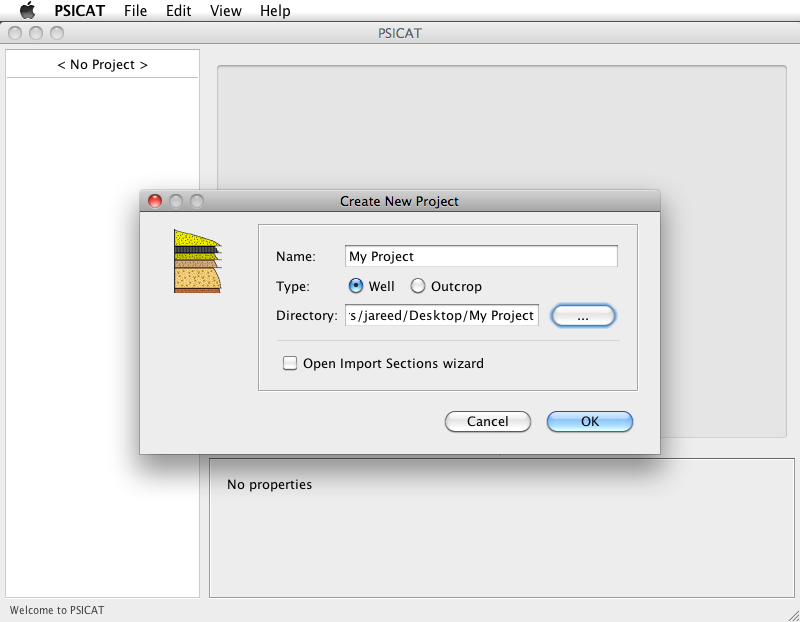 PSICAT File Edit View Help
PSICAT
< No Project >
Create New Project
Name: My Project
Type: Well Outcrop
Directory: rs/jareed/Desktop/My Project ...
Open Import Sections wizard
Cancel OK
No properties
Welcome to PSICAT